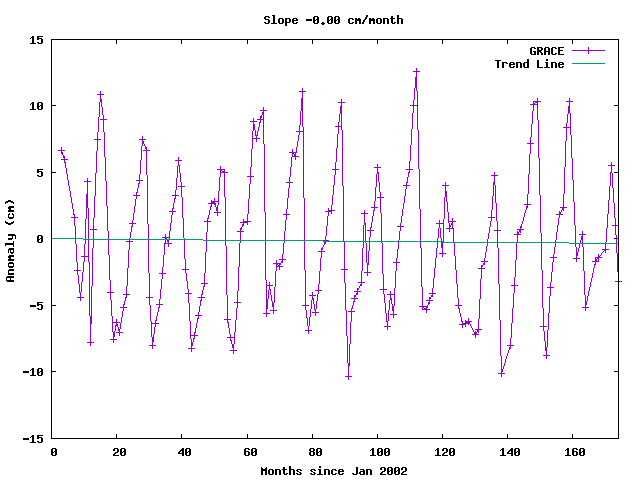 Slope -0.00 cm/month
GRACE
Trend Line
15
10
5
0
-5
-10
-15
Anomaly (cm)
0 20 40 60 80 100 120 140 160
Months since Jan 2002